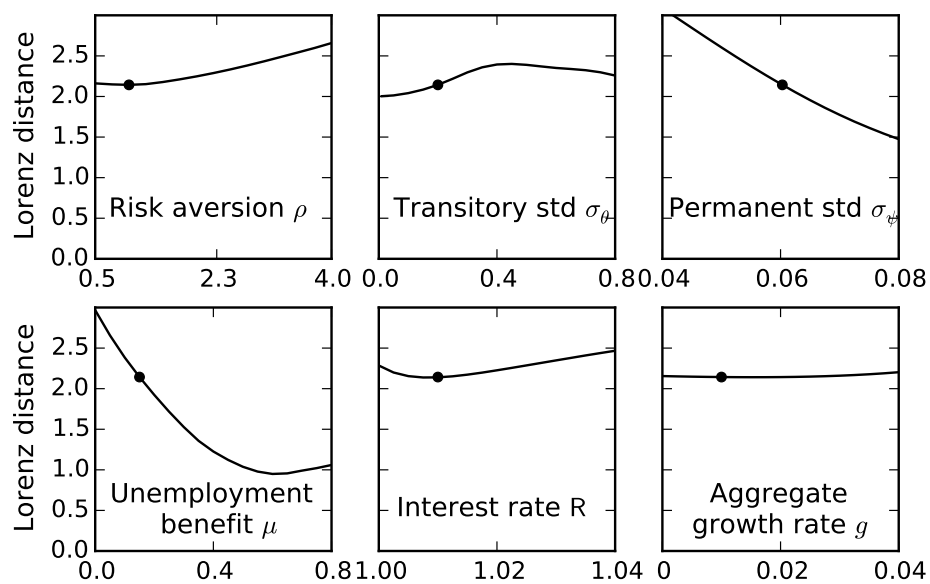 Lorenz distance
2.5
2.0
1.5
1.0
0.5
0.0
Risk aversion ρ
0.5 2.3 4.0
Transitory std σθ
0.0 0.4 0.8
Permanent std σψ
0.04 0.06 0.08
Lorenz distance
2.5
2.0
1.5
1.0
0.5
0.0
Unemployment
benefit μ
0.0 0.4 0.8
Interest rate R
1.00 1.02 1.04
Aggregate
growth rate g
0 0.02 0.04